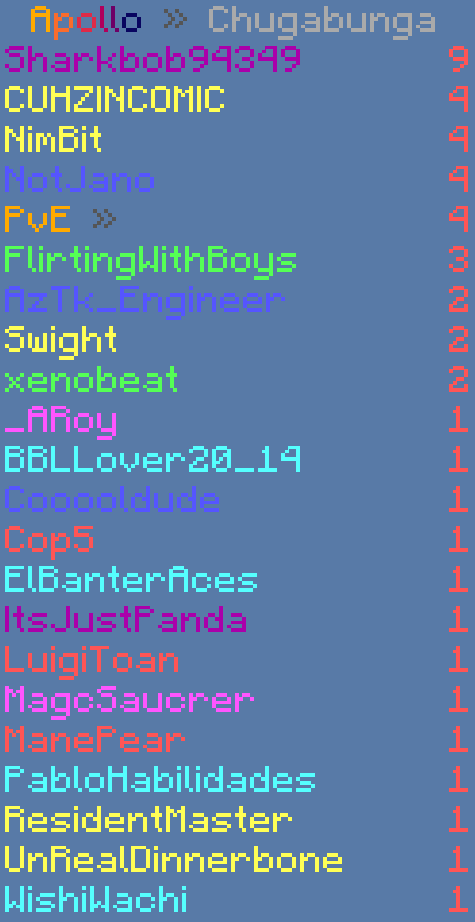 Apollo » Chugabunga
Sharkbob94349 9
CUHZINCOMIC 4
NimBit 4
NotJano 4
PvE » 4
FlirtingWithBoys 3
AzTk_Engineer 2
Swight 2
xenobeat 2
_ARoy 1
BBLLover20_14 1
Cooooldude 1
Cop5 1
ElBanterAces 1
ItsJustPanda 1
LuigiToan 1
MagcSaucrer 1
ManePear 1
PabloHabilidades 1
ResidentMaster 1
UnRealDinnerbone 1
WishiWachi 1